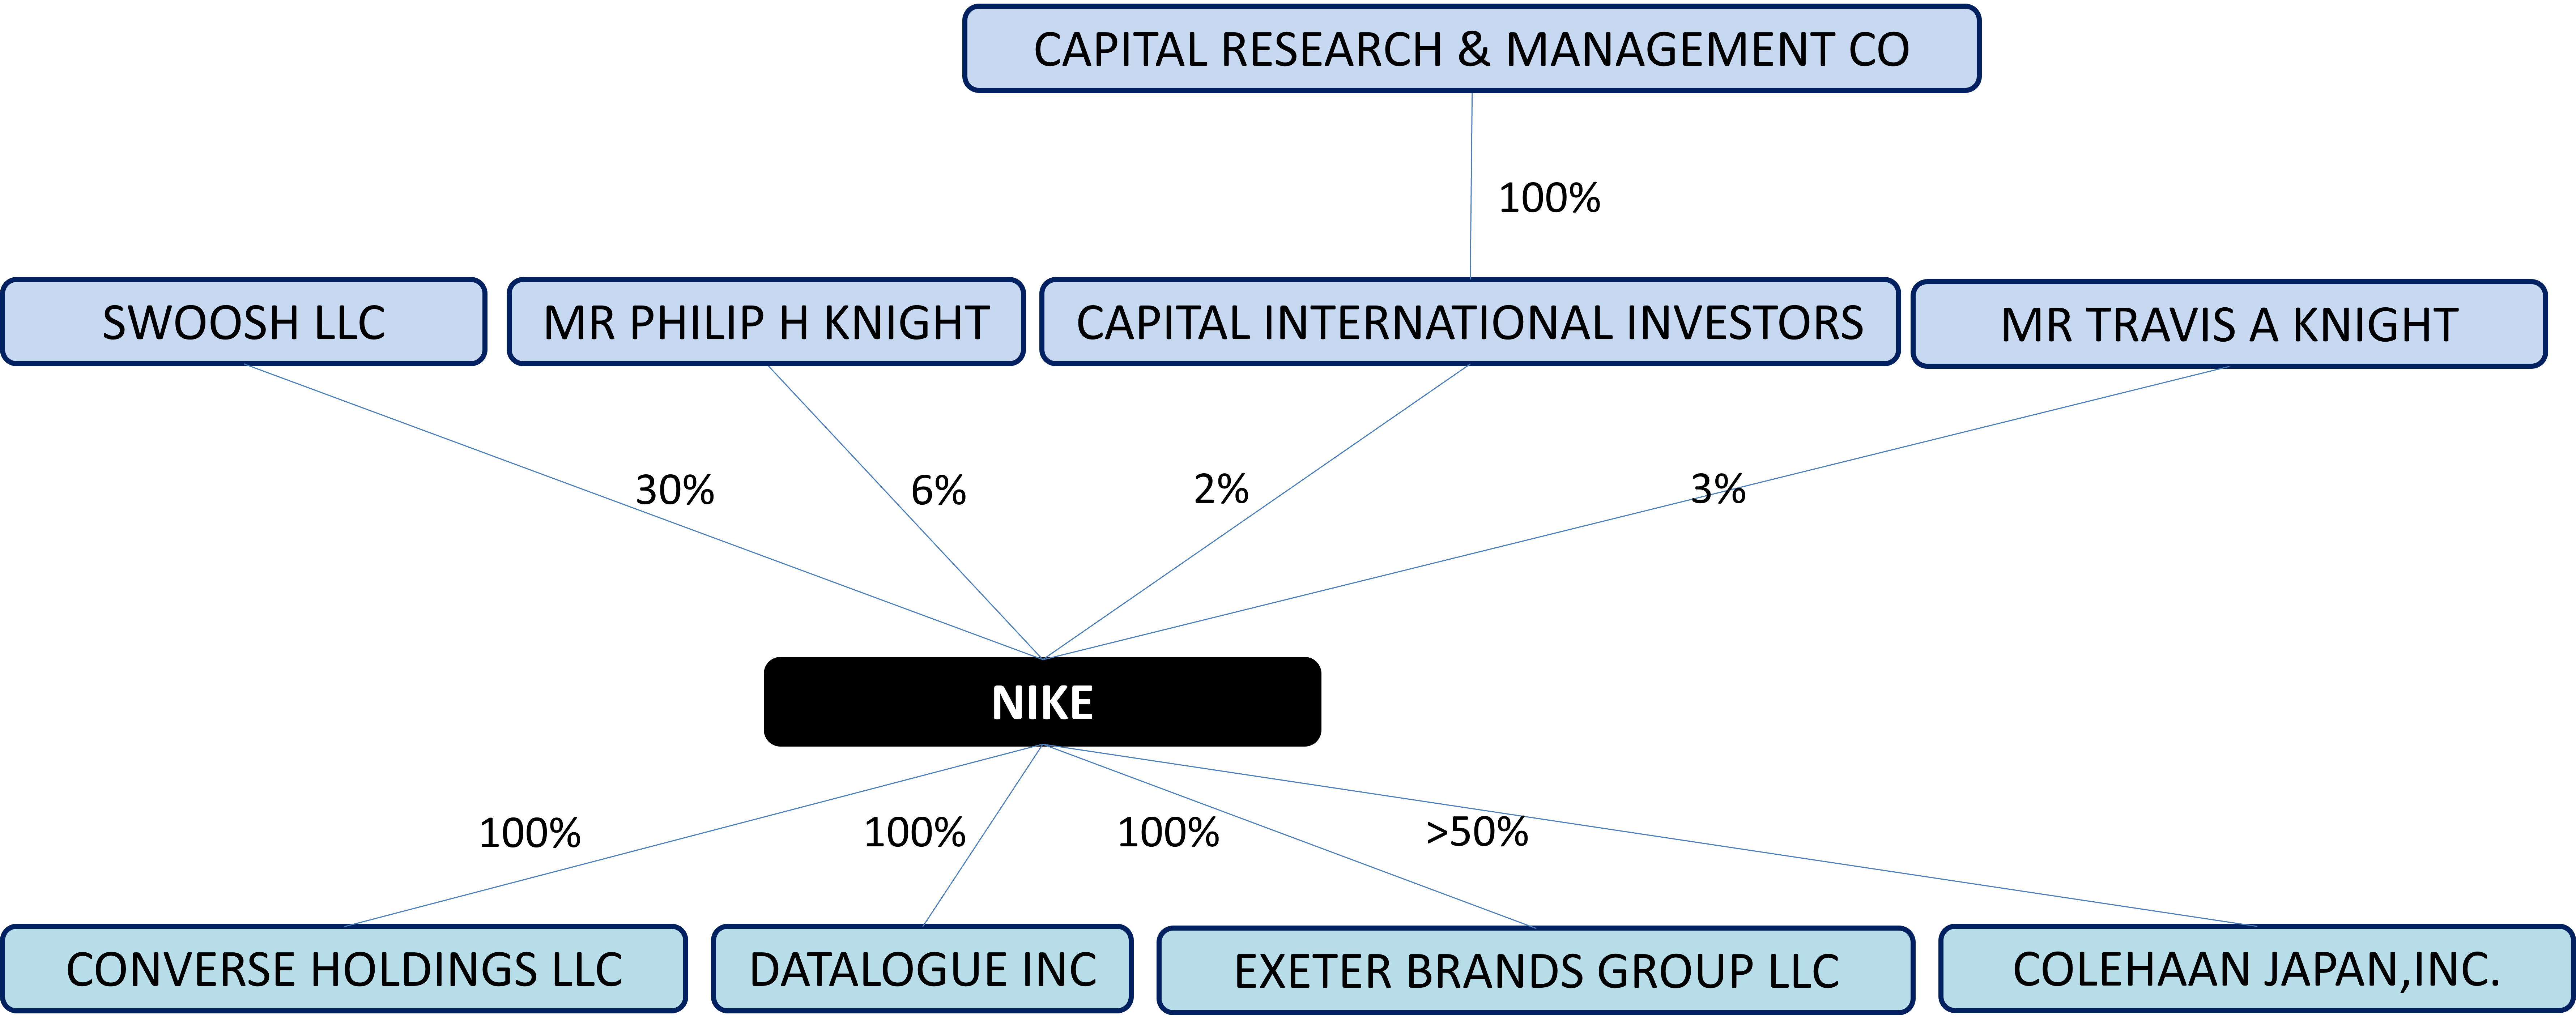 CAPITAL RESEARCH & MANAGEMENT CO
100%
SWOOSH LLC
MR PHILIP H KNIGHT
CAPITAL INTERNATIONAL INVESTORS
MR TRAVIS A KNIGHT
30%
6%
2%
3%
NIKE
100%
100%
100%
>50%
CONVERSE HOLDINGS LLC
DATALOGUE INC
EXETER BRANDS GROUP LLC
COLEHAAN JAPAN,INC.